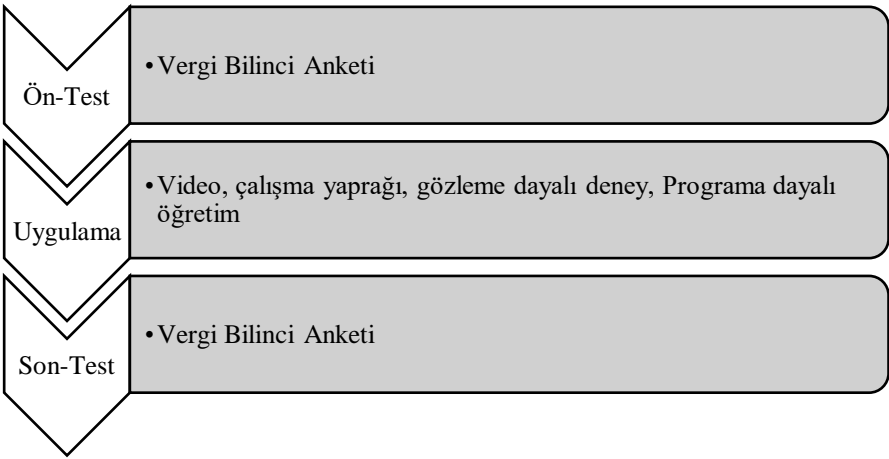 Ön-Test
•Vergi Bilinci Anketi
Uygulama
•Video, çalışma yaprağı, gözleme dayalı deney, Programa dayalı
öğretim
Son-Test
•Vergi Bilinci Anketi